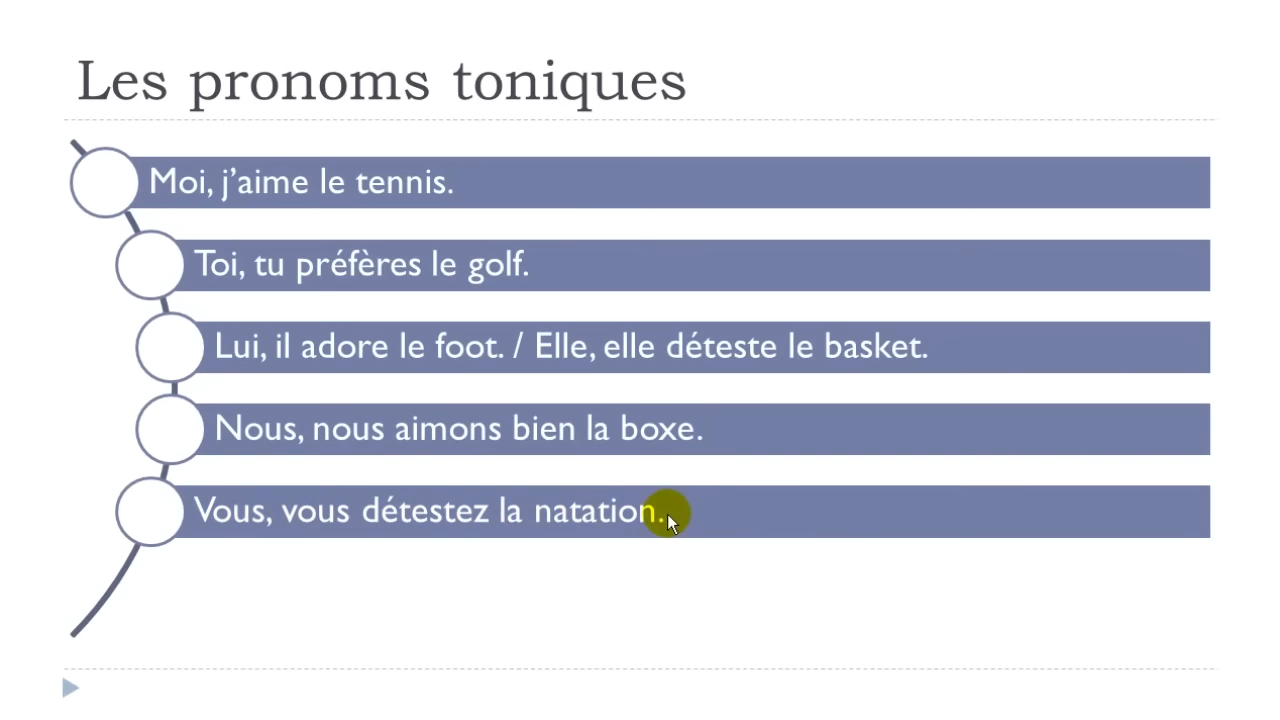 Les pronoms toniques
Moi, j’aime le tennis.
Toi, tu préfères le golf.
Lui, il adore le foot. / Elle, elle déteste le basket.
Nous, nous aimons bien la boxe.
Vous, vous détestez la natation.